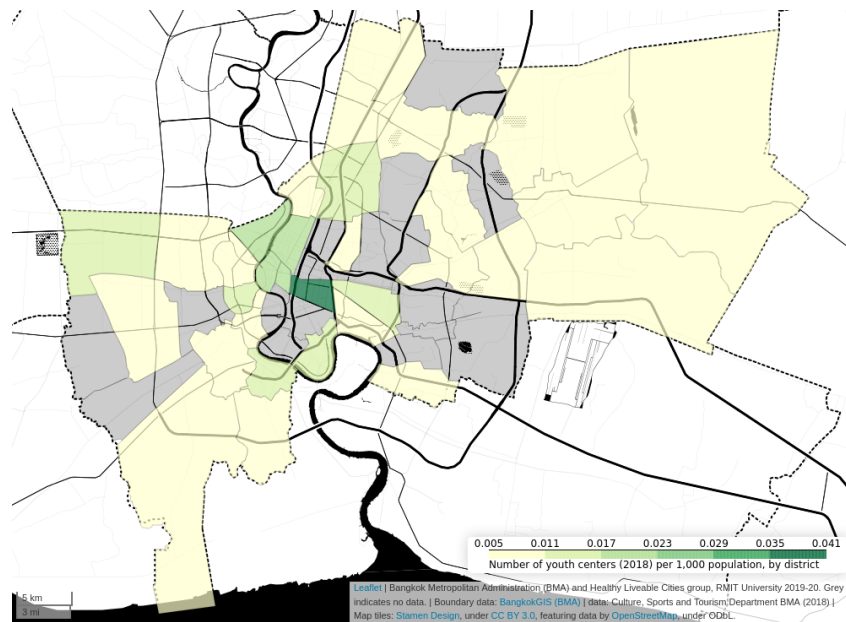 0.005 0.011 0.017 0.023 0.029 0.035 0.041
Number of youth centers (2018) per 1,000 population, by district
5 km
3 mi
Leaflet | Bangkok Metropolitan Administration (BMA) and Healthy Liveable Cities group, RMIT University 2019-20. Grey
indicates no data. | Boundary data: BangkokGIS (BMA) | data: Culture, Sports and Tourism Department BMA (2018) |
Map tiles: Stamen Design, under CC BY 3.0, featuring data by OpenStreetMap, under ODbL.